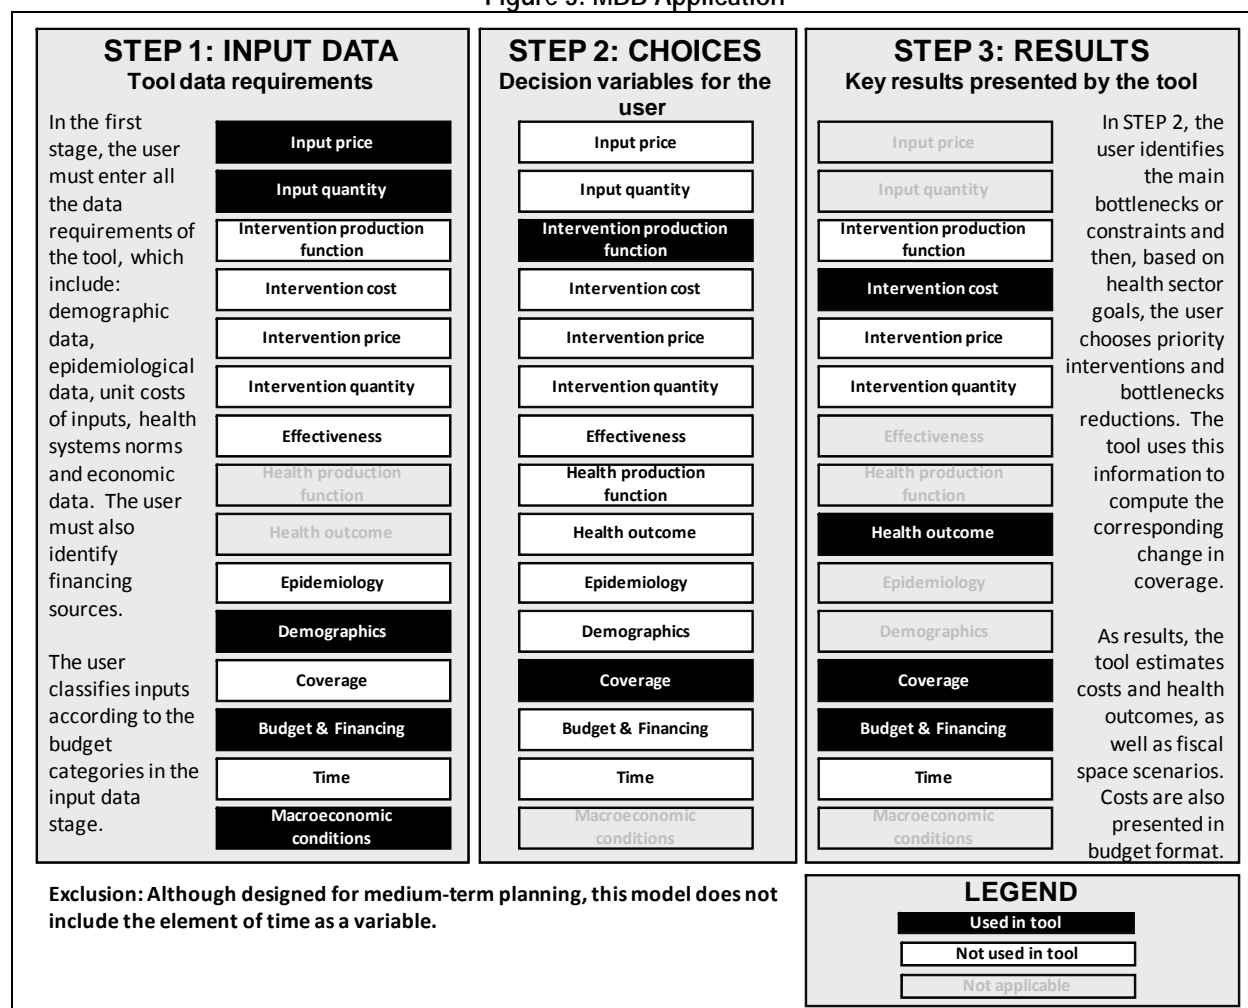 Figure 5: MBB Application
STEP 1: INPUT DATA
Tool data requirements
In the first
stage, the user
must enter all
the data
requirements of
the tool, which
include:
demographic
data,
epidemiological
data, unit costs
of inputs, health
systems norms
and economic
data. The user
must also
identify
financing
sources.
The user
classifies inputs
according to the
budget
categories in the
input data
stage.
Input price
Input quantity
Intervention production
function
Intervention cost
Intervention price
Intervention quantity
Effectiveness
Health production
function
Health outcome
Epidemiology
Demographics
Coverage
Budget & Financing
Time
Macroeconomic
conditions
STEP 2: CHOICES
Decision variables for the
user
Input price
Input quantity
Intervention production
function
Intervention cost
Intervention price
Intervention quantity
Effectiveness
Health production
function
Health outcome
Epidemiology
Demographics
Coverage
Budget & Financing
Time
Macroeconomic
conditions
STEP 3: RESULTS
Key results presented by the tool
Input price
Input quantity
Intervention production
function
Intervention cost
Intervention price
Intervention quantity
Effectiveness
Health production
function
Health outcome
Epidemiology
Demographics
Coverage
Budget & Financing
Time
Macroeconomic
conditions
In STEP 2, the
user identifies
the main
bottlenecks or
constraints and
then, based on
health sector
goals, the user
chooses priority
interventions and
bottlenecks
reductions. The
tool uses this
information to
compute the
corresponding
change in
coverage.
As results, the
tool estimates
costs and health
outcomes, as
well as fiscal
space scenarios.
Costs are also
presented in
budget format.
Exclusion: Although designed for medium-term planning, this model does not
include the element of time as a variable.
LEGEND
Used in tool
Not used in tool
Not applicable